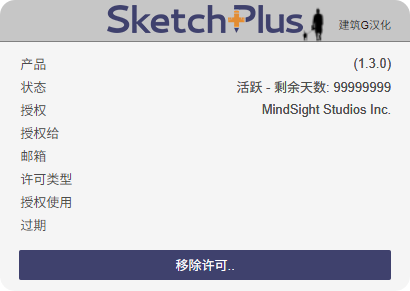 SketchPlus 建筑G汉化
产品 (1.3.0)
状态 活跃 - 剩余天数: 99999999
授权 MindSight Studios Inc.
授权给
邮箱
许可类型
授权使用
过期
移除许可..